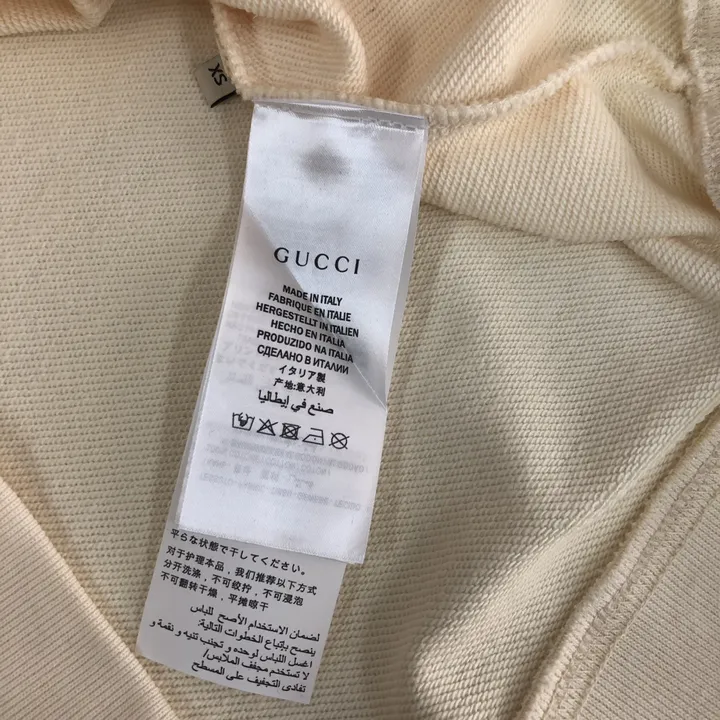 XS
GUCCI
MADE IN ITALY
FABRIQUE EN ITALIE
HERGESTELLT IN ITALIEN
HECHO EN ITALIA
PRODUZIDO NA ITALIA
СДЕЛАНО В ИТАЛИИ
イタリア製
产地:意大利
صنع في إيطاليا
平らな状態で干してください。
对于护理本品，我们推荐以下方式
分开洗涤，不可绞拧，不可浸泡
不可翻转干燥，平摊晾干
لضمان الاستخدام الأصح للباس
ينصح بإتباع الخطوات التالية:
اغسل اللباس لوحده و تجنب ثنيه و نقعه و
لا تستخدم مجفف الملابس/
تفادى التجفيف على المسطح